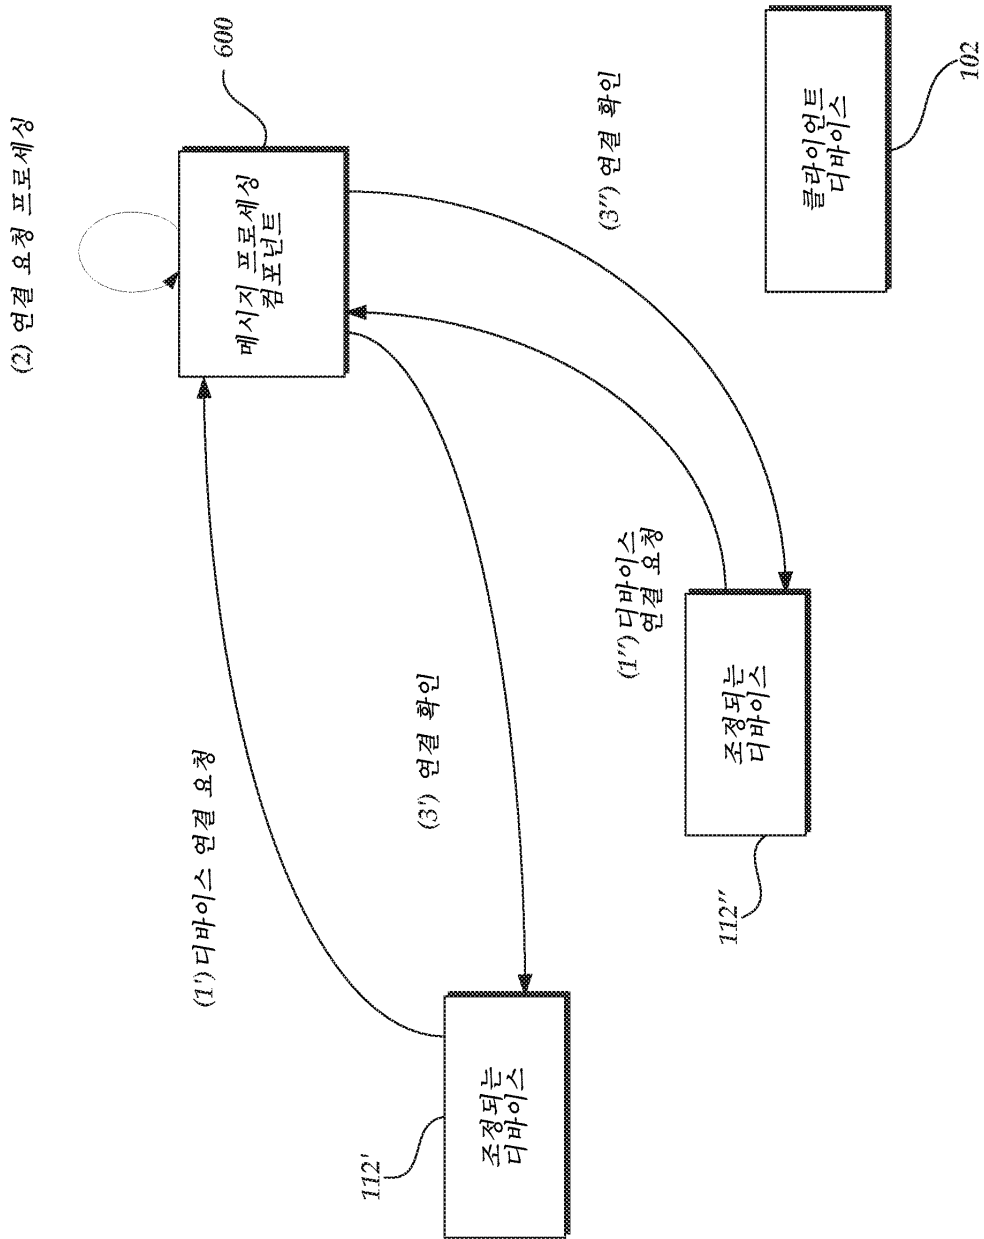 (2) 연결 요청 프로세싱
(1') 디바이스 연결 요청
600
메시지 프로세싱
컴포넌트
112'
(3') 연결 확인
조정되는
디바이스
(3'') 연결 확인
(1'') 디바이스
연결 요청
112''
조정되는
디바이스
클라이언트
디바이스
102